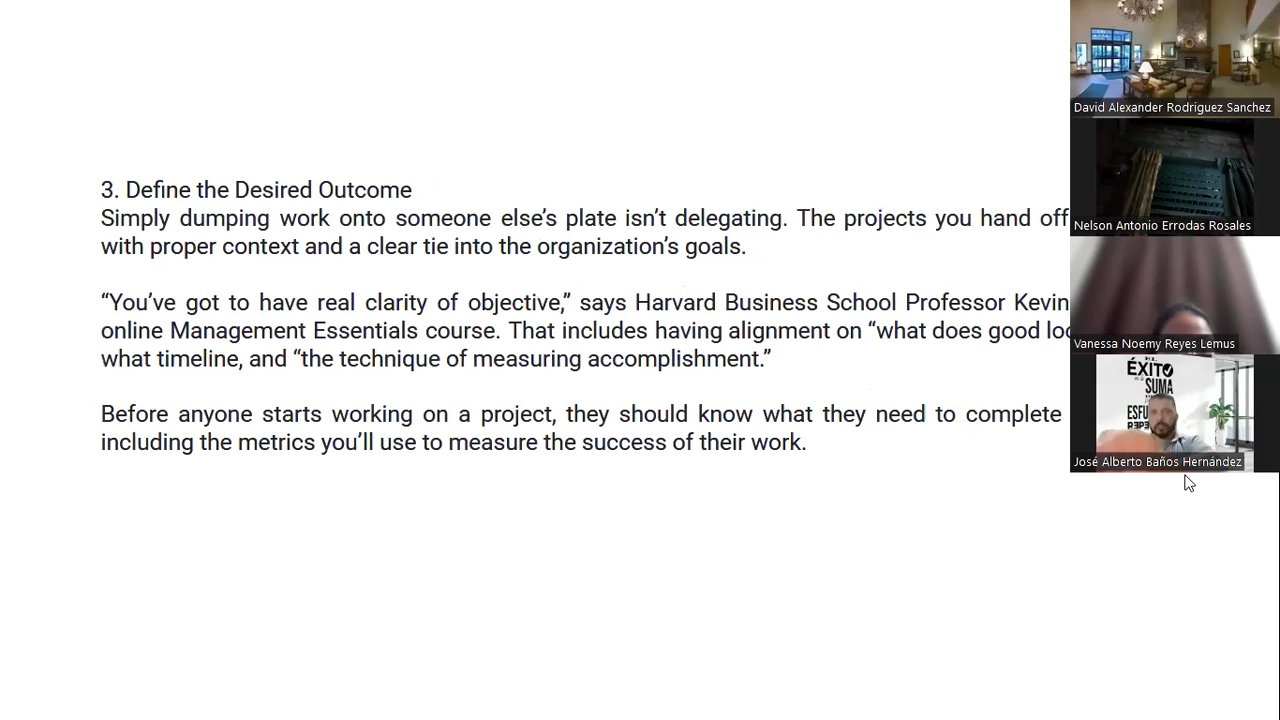 3. Define the Desired Outcome
Simply dumping work onto someone else’s plate isn’t delegating. The projects you hand off
with proper context and a clear tie into the organization’s goals.
“You’ve got to have real clarity of objective,” says Harvard Business School Professor Kevin
online Management Essentials course. That includes having alignment on “what does good
what timeline, and “the technique of measuring accomplishment.”
Before anyone starts working on a project, they should know what they need to complete
including the metrics you’ll use to measure the success of their work.
David Alexander Rodriguez Sanchez
Nelson Antonio Errodas Rosales
Vanessa Noemy Reyes Lemus
EL
ÉXITO
SUMA
José Alberto Baños Hernández